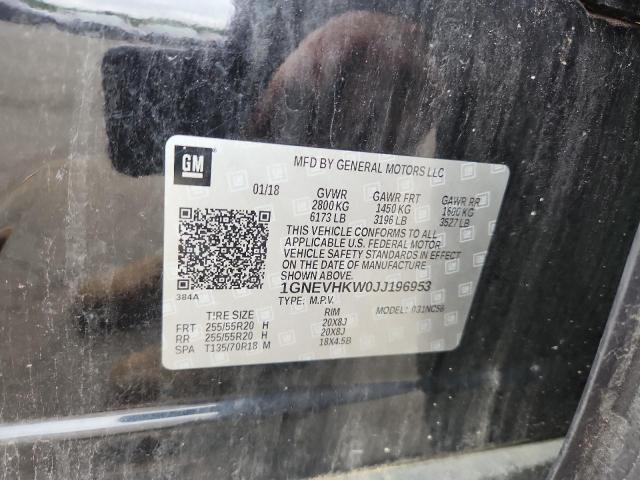 GM
MFD BY GENERAL MOTORS LLC
01/18 GVWR GAWR FRT GAWR RR
2800 KG 1450 KG 1600 KG
6173 LB 3196 LB 3527 LB
THIS VEHICLE CONFORMS TO ALL
APPLICABLE U.S. FEDERAL MOTOR
VEHICLE SAFETY STANDARDS IN
EFFECT ON THE DATE OF MANUFACTURE
SHOWN ABOVE.
384A 1GNEVHKW0JJ196953
TYPE: M.P.V. MODEL: 031NC56
TIRE SIZE RIM
FRT 255/55R20 H 20X8J
RR 255/55R20 H 20X8J
SPA T135/70R18 M 18X4.5B